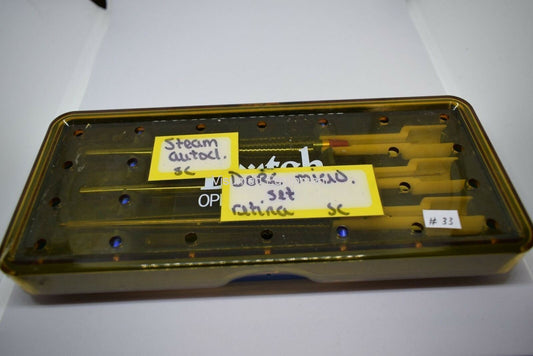 Steam
autocl.
sc
DORC micro.
set
retina sc
# 33